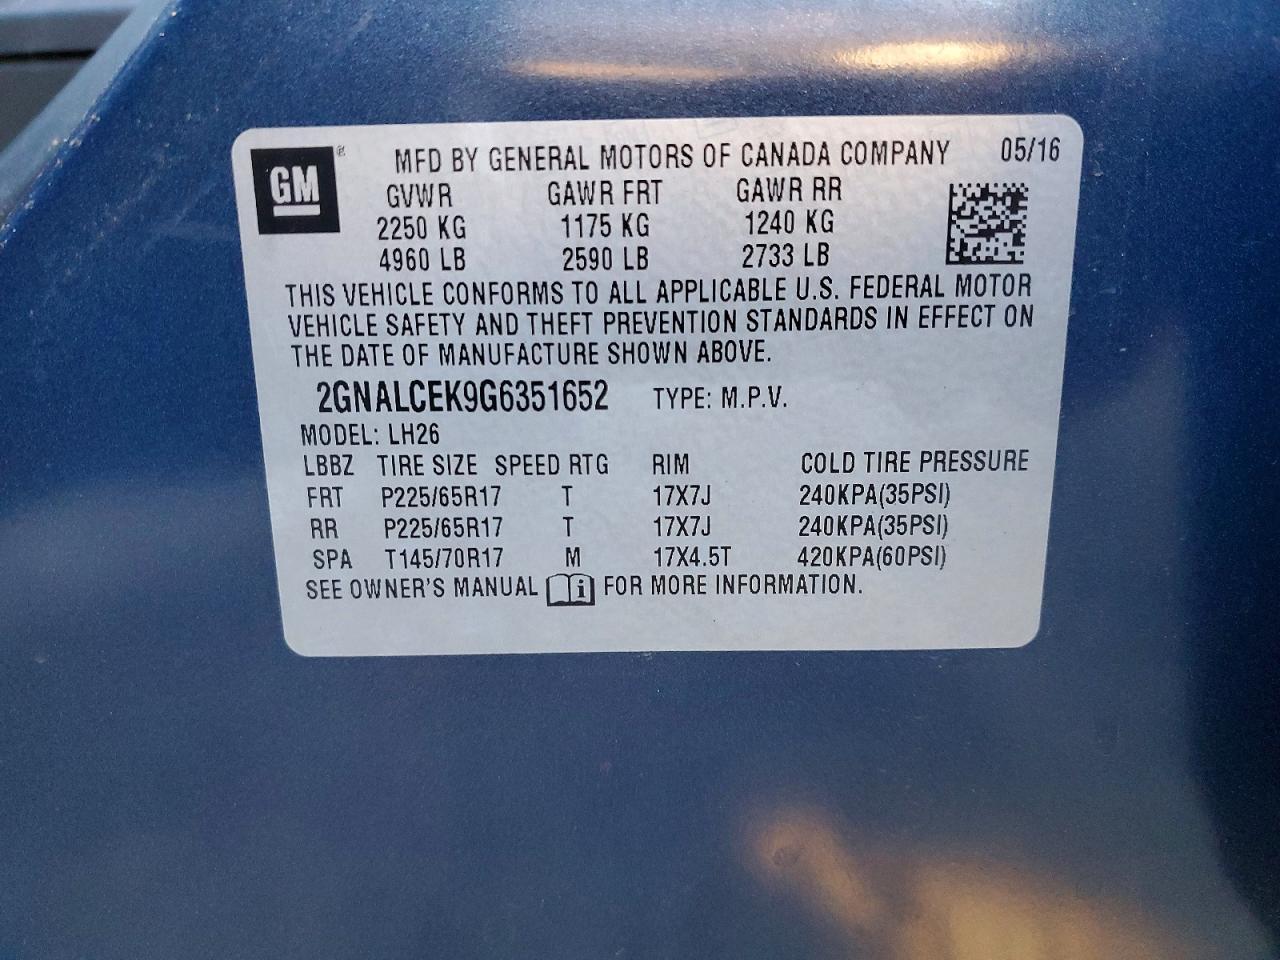 GM ® MFD BY GENERAL MOTORS OF CANADA COMPANY 05/16
GVWR GAWR FRT GAWR RR
2250 KG 1175 KG 1240 KG
4960 LB 2590 LB 2733 LB
THIS VEHICLE CONFORMS TO ALL APPLICABLE U.S. FEDERAL MOTOR
VEHICLE SAFETY AND THEFT PREVENTION STANDARDS IN EFFECT ON
THE DATE OF MANUFACTURE SHOWN ABOVE.
2GNALCEK9G6351652 TYPE: M.P.V.
MODEL: LH26
LBBZ TIRE SIZE SPEED RTG RIM COLD TIRE PRESSURE
FRT P225/65R17 T 17X7J 240KPA(35PSI)
RR P225/65R17 T 17X7J 240KPA(35PSI)
SPA T145/70R17 M 17X4.5T 420KPA(60PSI)
SEE OWNER'S MANUAL i FOR MORE INFORMATION.